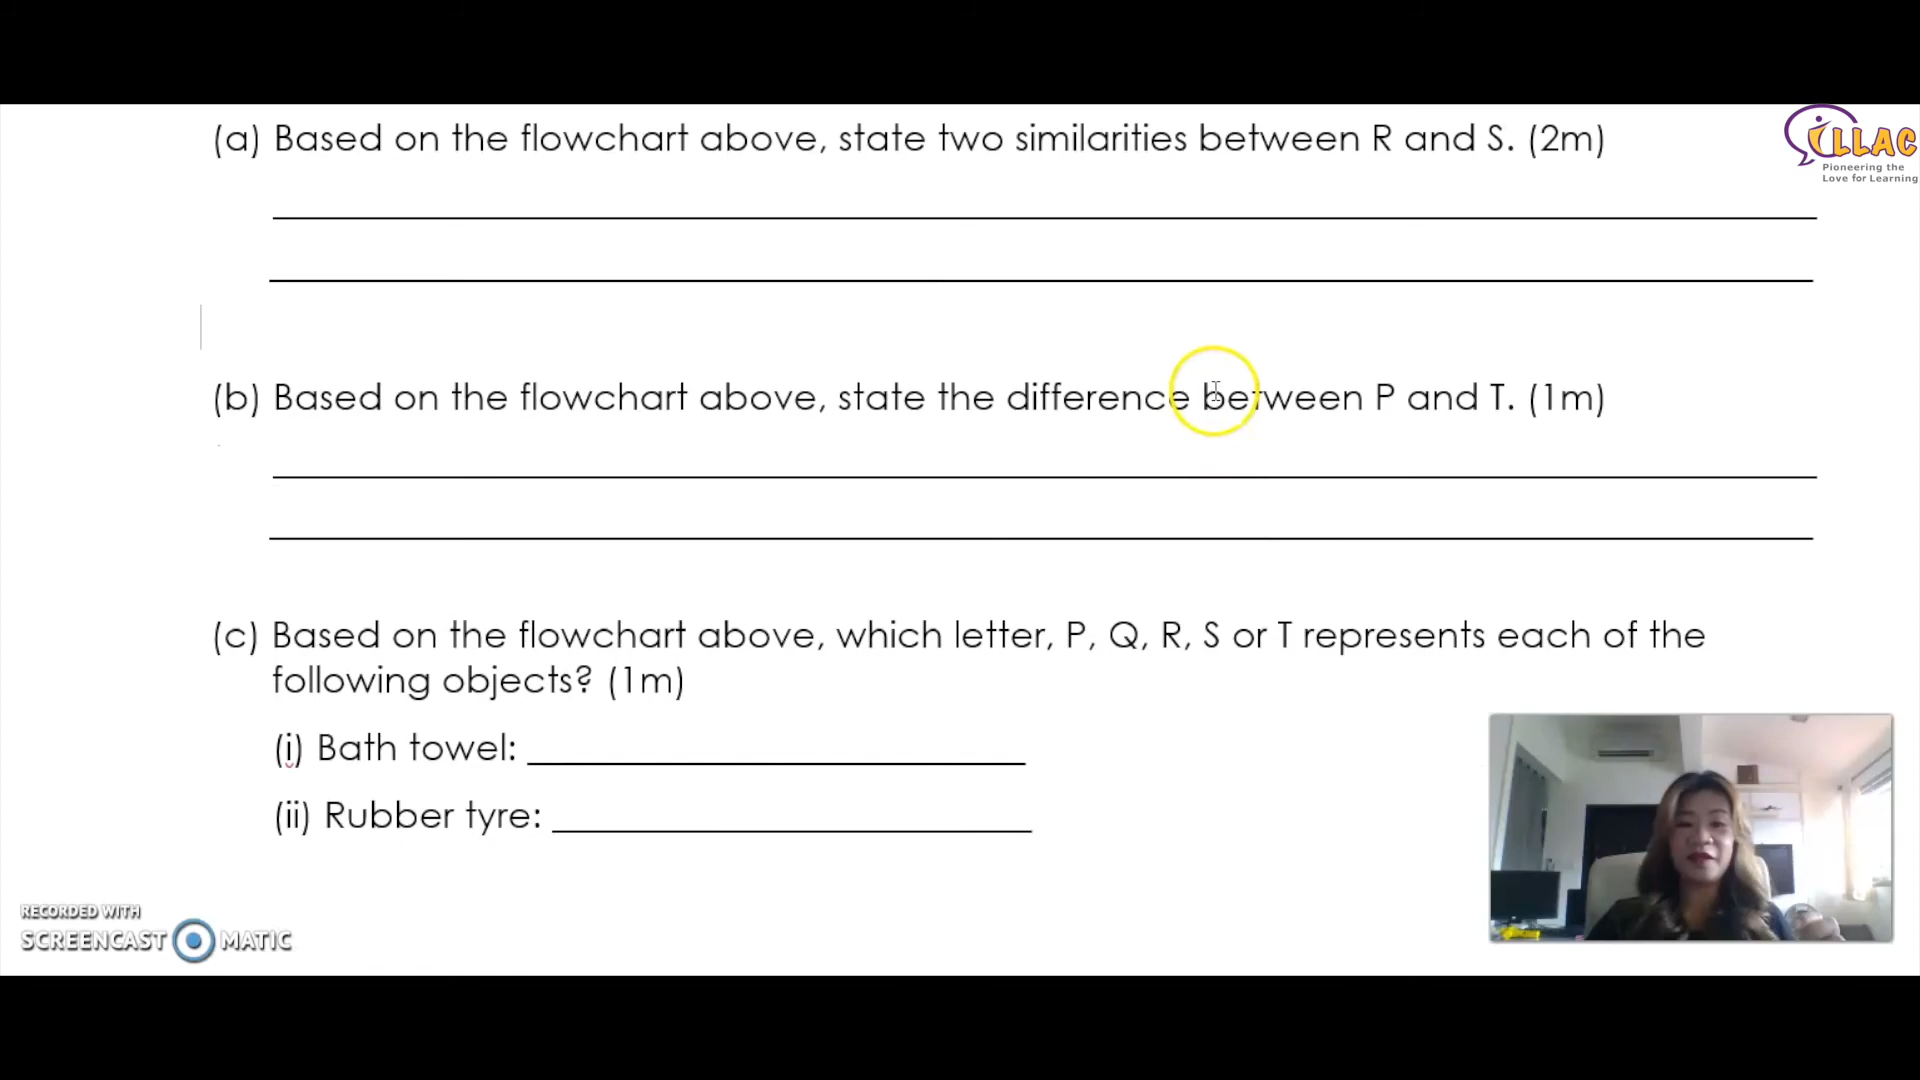 (a) Based on the flowchart above, state two similarities between R and S. (2m)
iLLAC
Pioneering the
Love for Learning
(b) Based on the flowchart above, state the difference between P and T. (1m)
(c) Based on the flowchart above, which letter, P, Q, R, S or T represents each of the
following objects? (1m)
(i) Bath towel:
(ii) Rubber tyre:
RECORDED WITH
SCREENCAST MATIC